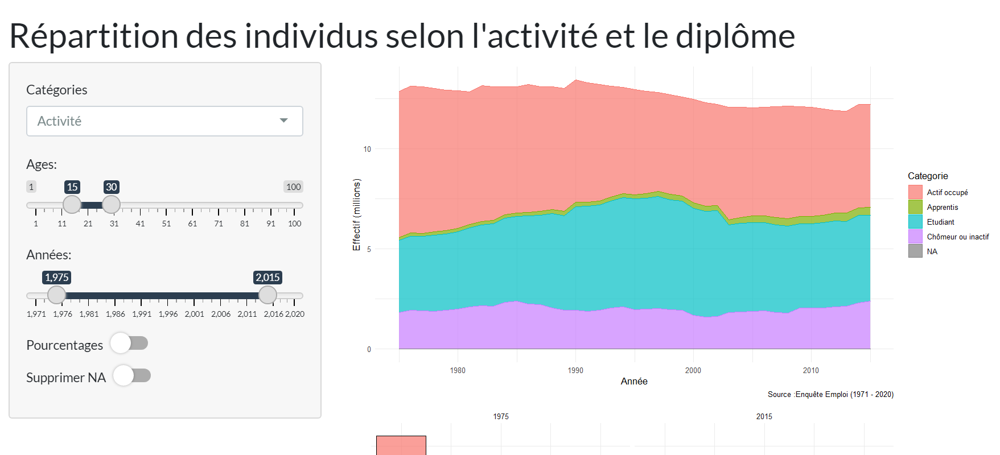 Répartition des individus selon l'activité et le diplôme
Catégories
Activité
Ages:
1 15 30 100
1 11 21 31 41 51 61 71 81 91 100
Années:
1,975 2,015
1,971 1,976 1,981 1,986 1,991 1,996 2,001 2,006 2,011 2,016 2,020
Pourcentages
Supprimer NA
Effectif (millions)
10
5
0
1980 1990 2000 2010
Année
Source :Enquête Emploi (1971 - 2020)
Categorie
Actif occupé
Apprentis
Etudiant
Chômeur ou inactif
NA
1975 2015